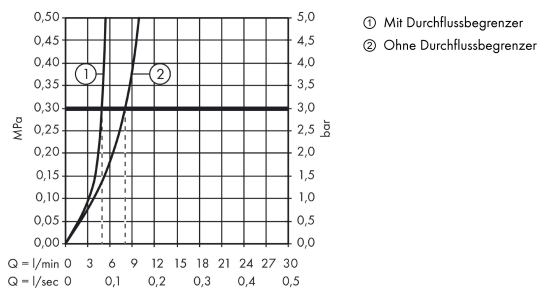 0,50 5,0
0,45 4,5
0,40 4,0
0,35 3,5
0,30 3,0
0,25 2,5
0,20 2,0
0,15 1,5
0,10 1,0
0,05 0,5
0,00 0,0
MPa
bar
1
2
Q = l/min 0 3 6 9 12 15 18 21 24 27 30
Q = l/sec 0 0,1 0,2 0,3 0,4 0,5
① Mit Durchflussbegrenzer
② Ohne Durchflussbegrenzer